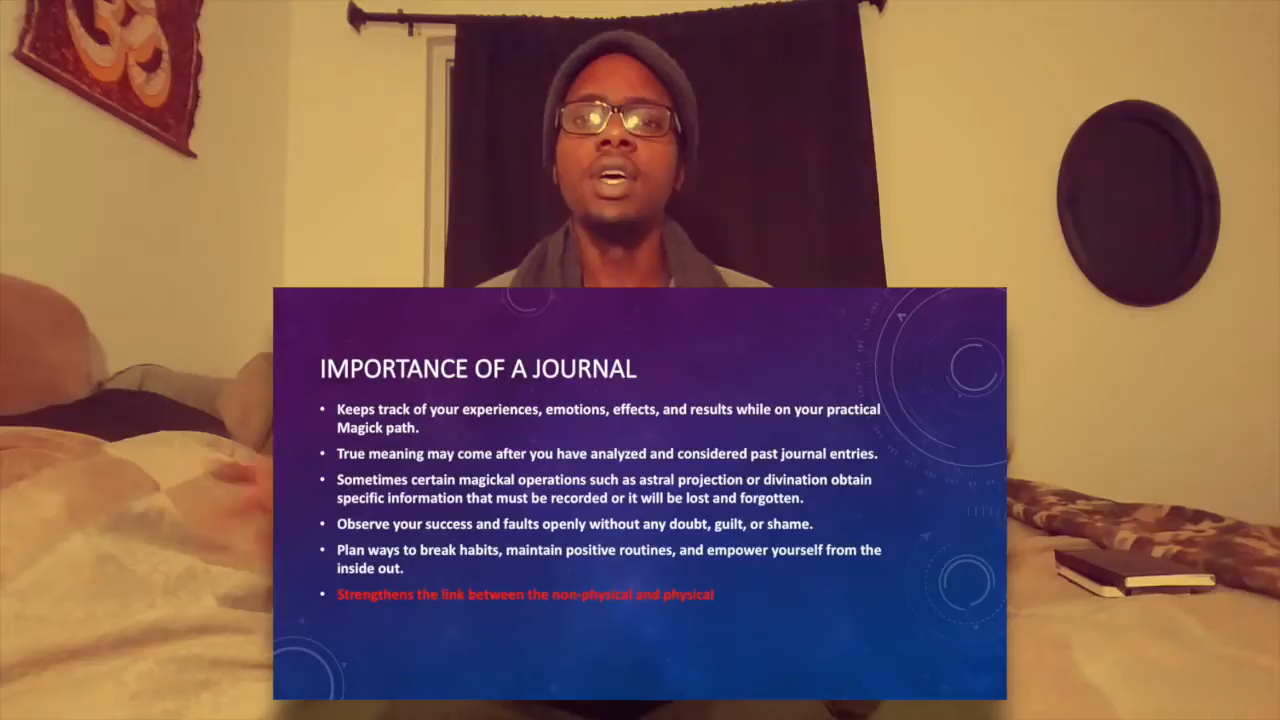 IMPORTANCE OF A JOURNAL
• Keeps track of your experiences, emotions, effects, and results while on your practical
Magick path.
• True meaning may come after you have analyzed and considered past journal entries.
• Sometimes certain magickal operations such as astral projection or divination obtain
specific information that must be recorded or it will be lost and forgotten.
• Observe your success and faults openly without any doubt, guilt, or shame.
• Plan ways to break habits, maintain positive routines, and empower yourself from the
inside out.
• Strengthens the link between the non-physical and physical